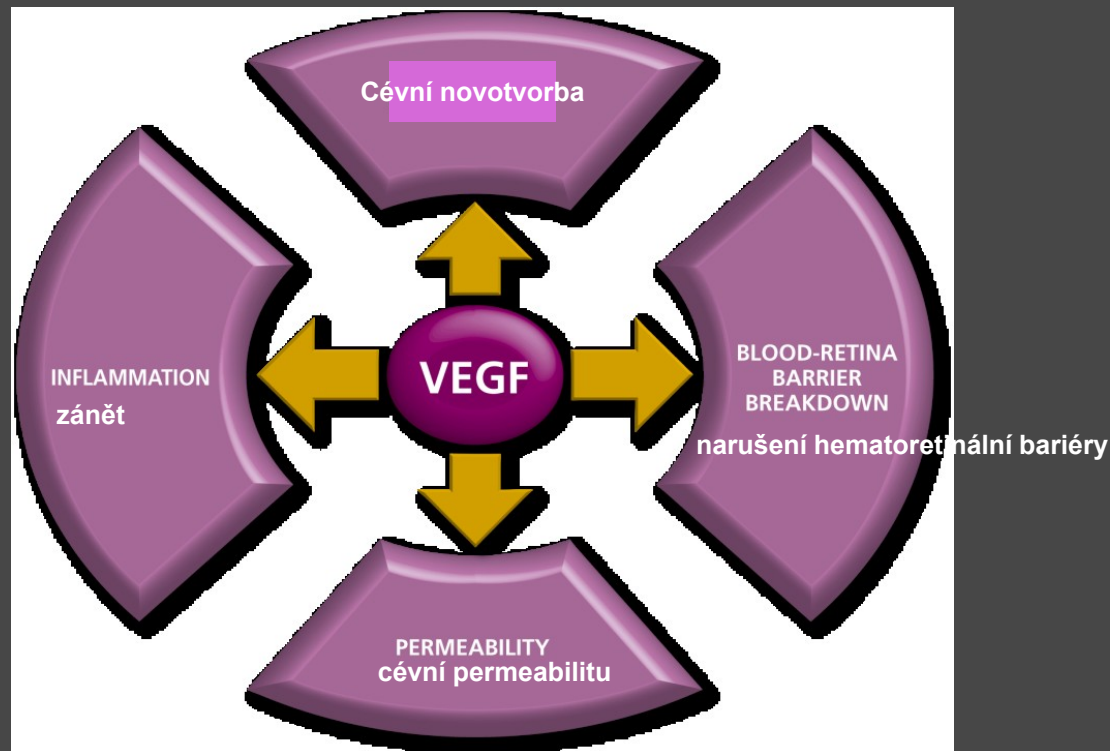 Cévní novotvorba
INFLAMMATION
zánět
VEGF
BLOOD-RETINA
BARRIER
BREAKDOWN
narušení hematoretinální bariéry
PERMEABILITY
cévní permeabilitu